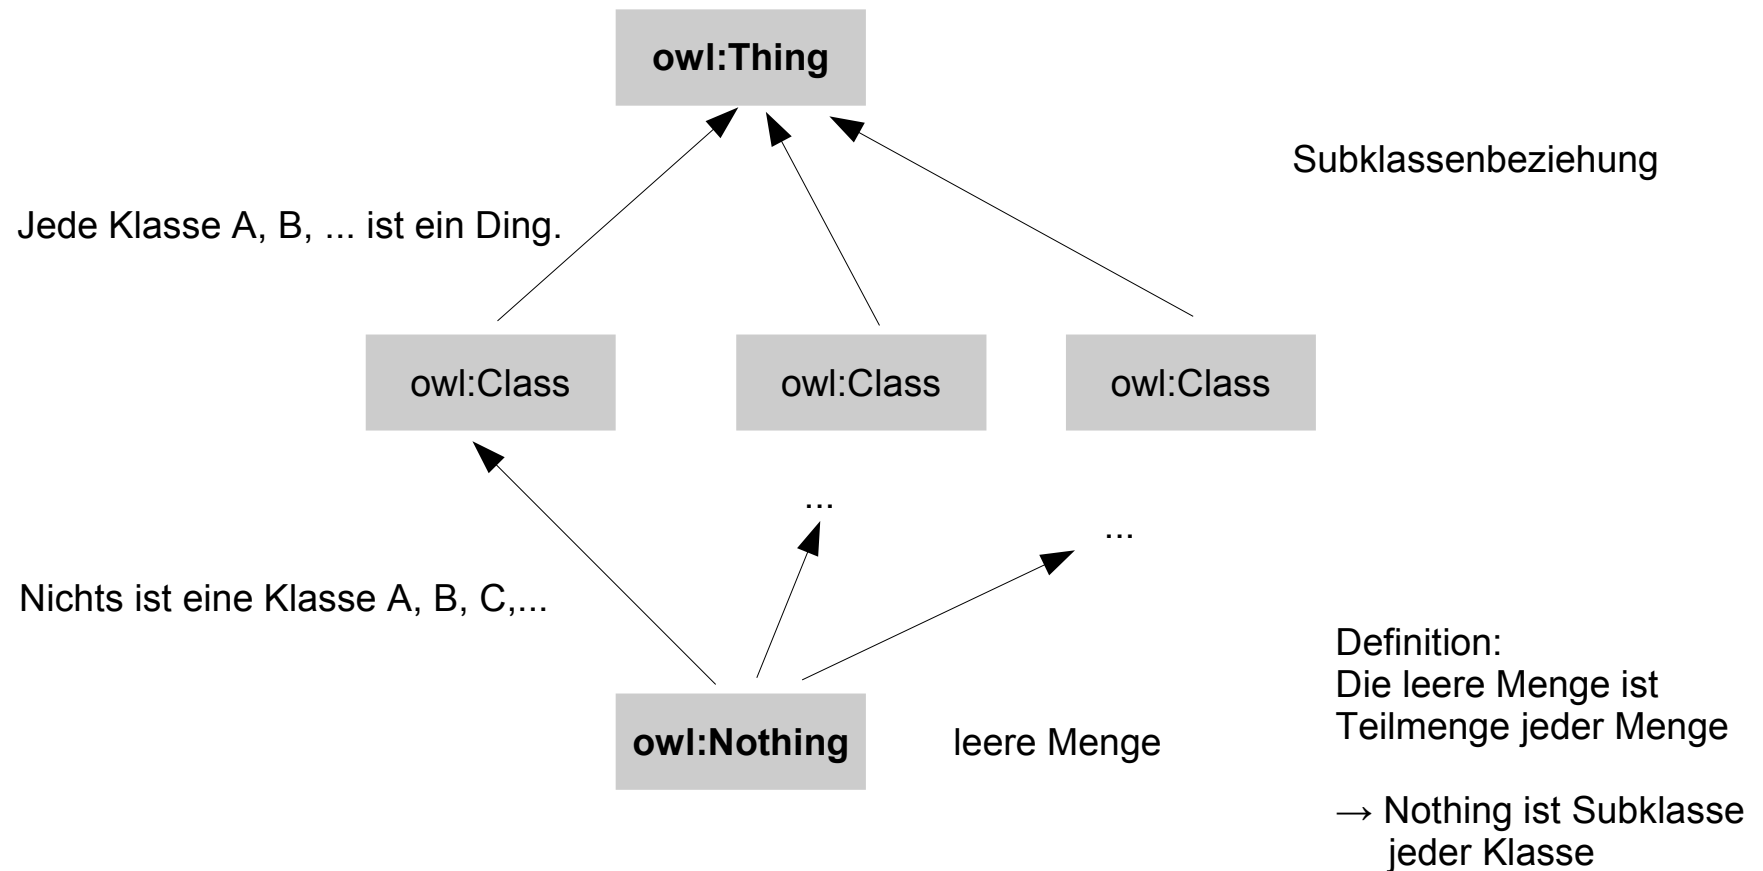 owl:Thing
Subklassenbeziehung
Jede Klasse A, B, ... ist ein Ding.
owl:Class
owl:Class
owl:Class
...
...
Nichts ist eine Klasse A, B, C,...
owl:Nothing
leere Menge
Definition:
Die leere Menge ist
Teilmenge jeder Menge
→ Nothing ist Subklasse
jeder Klasse